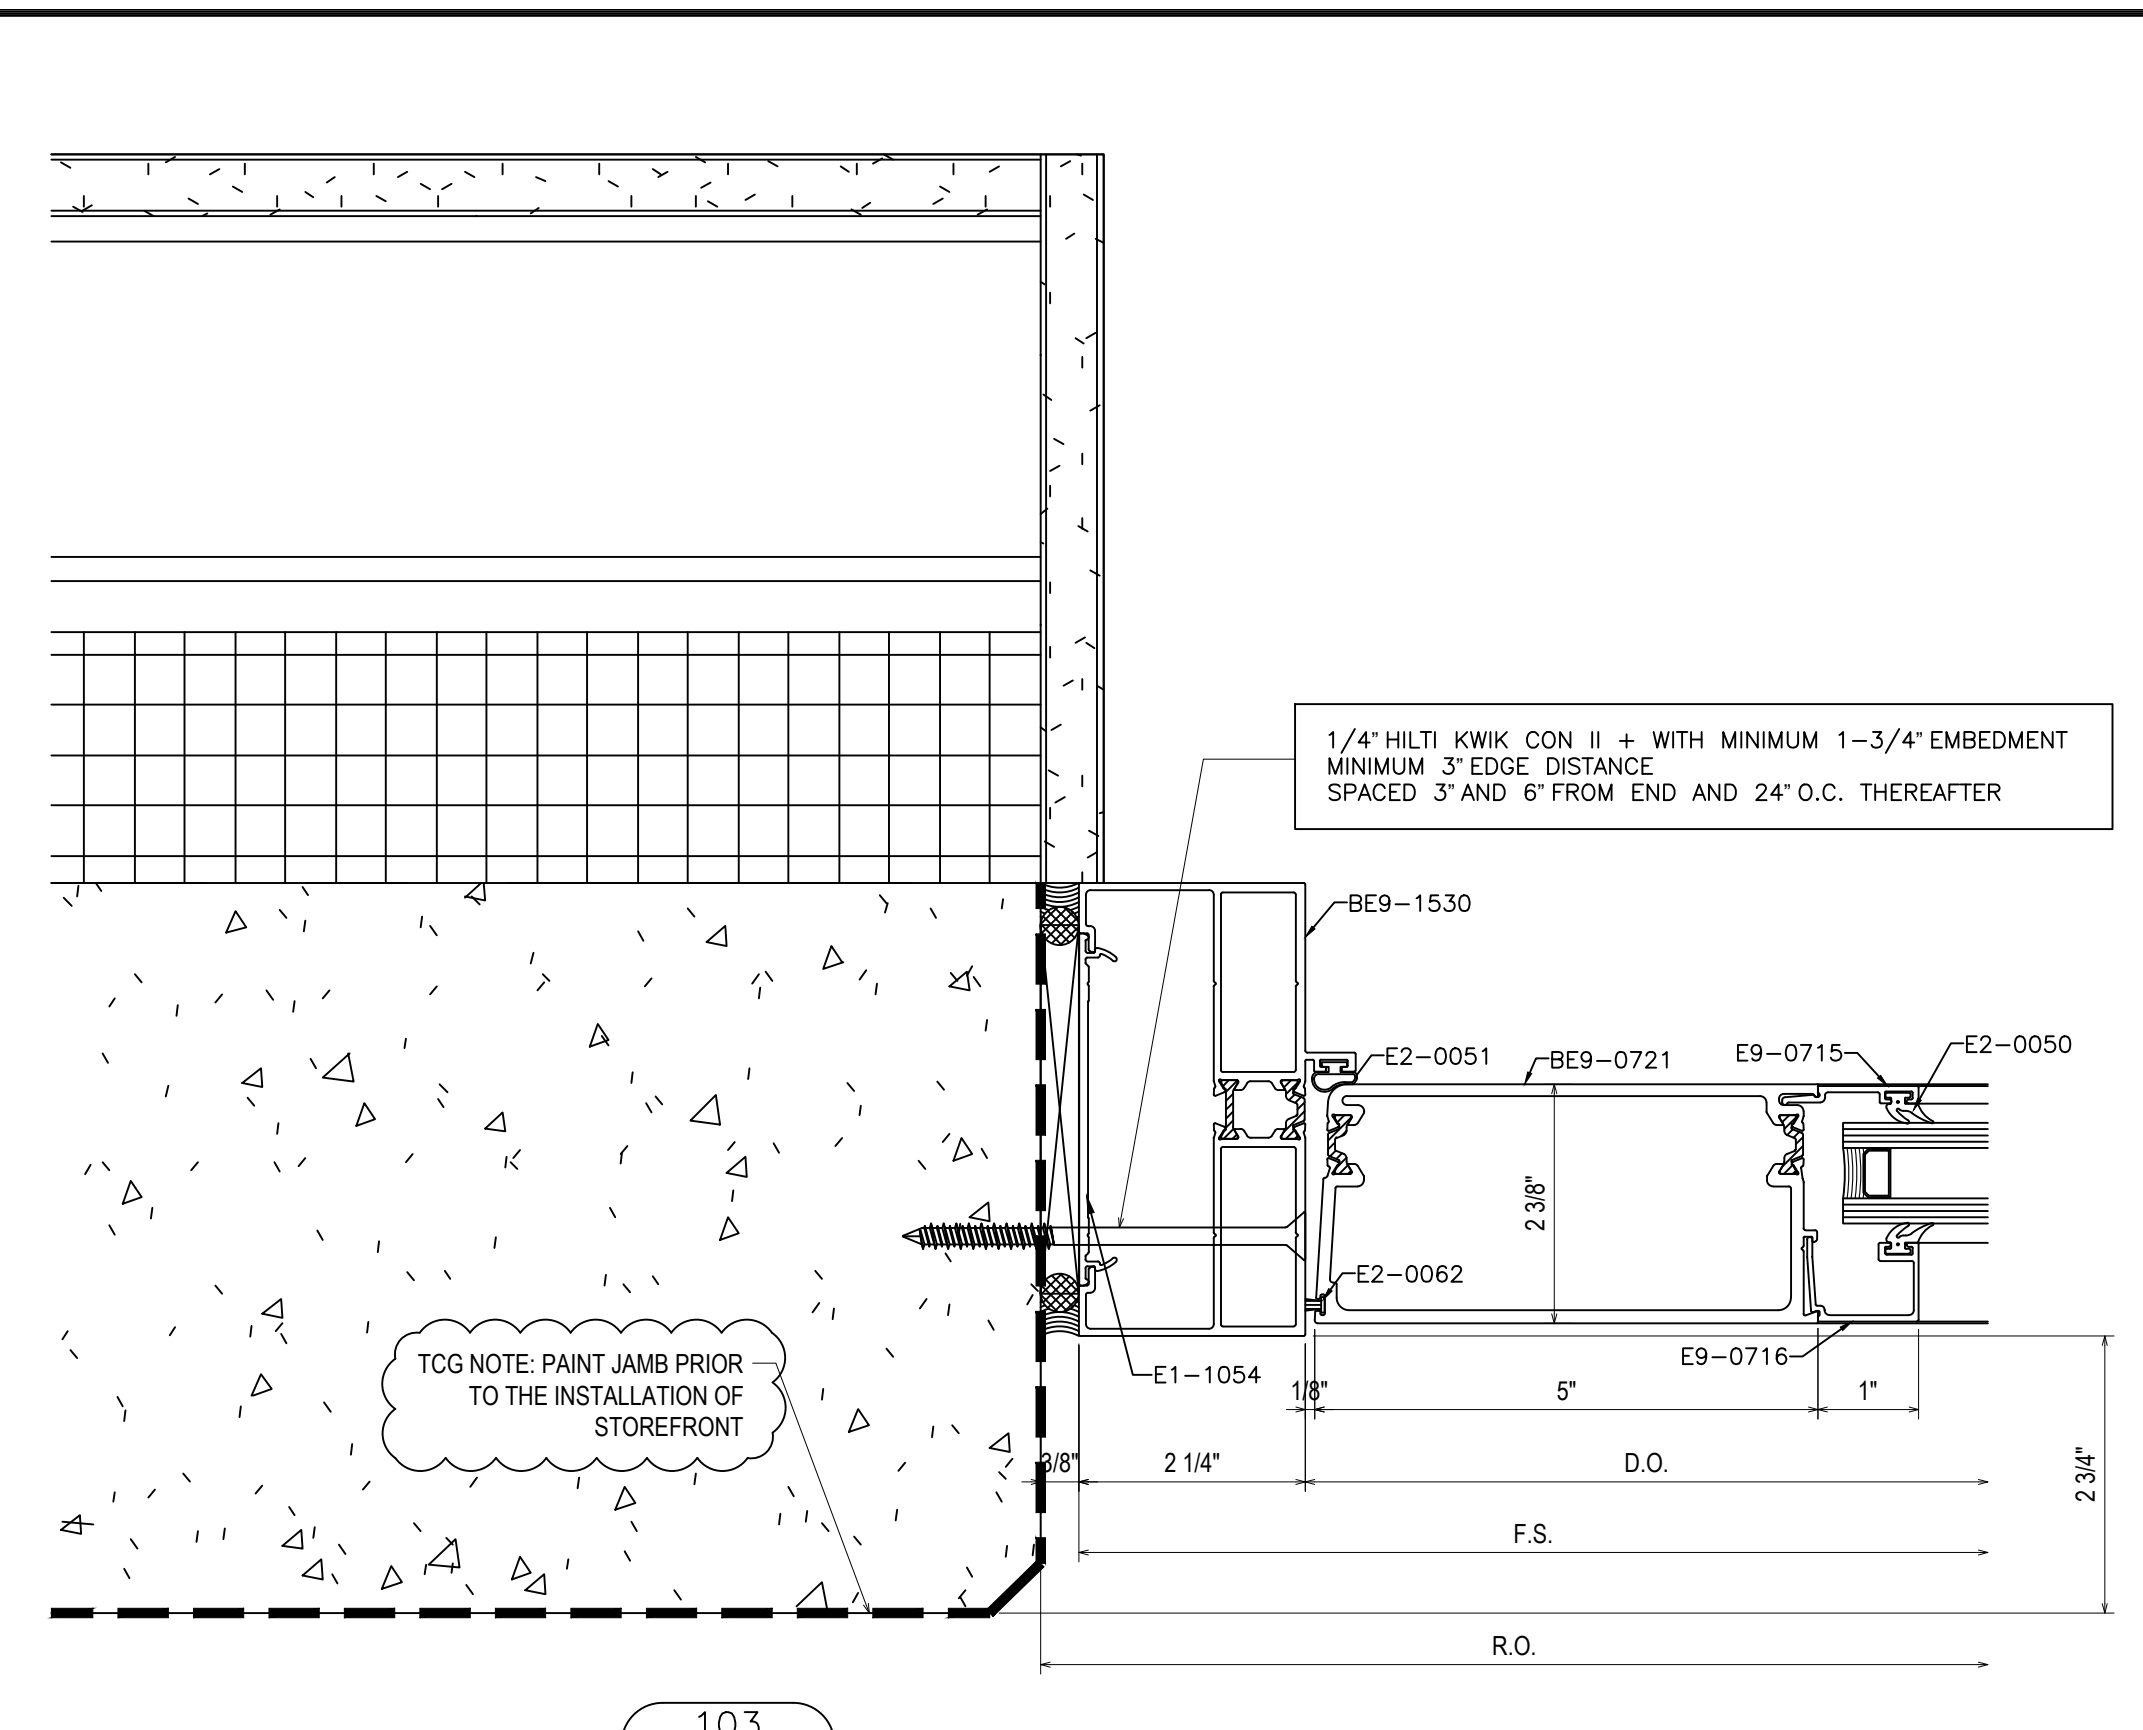 1/4" HILTI KWIK CON II + WITH MINIMUM 1-3/4" EMBEDMENT
MINIMUM 3" EDGE DISTANCE
SPACED 3" AND 6" FROM END AND 24" O.C. THEREAFTER
BE9-1530
E2-0051
BE9-0721
E9-0715
E2-0050
2 3/8"
E2-0062
E9-0716
E1-1054
TCG NOTE: PAINT JAMB PRIOR
TO THE INSTALLATION OF
STOREFRONT
1/8"
5"
1"
3/8"
2 1/4"
D.O.
2 3/4"
F.S.
R.O.
103